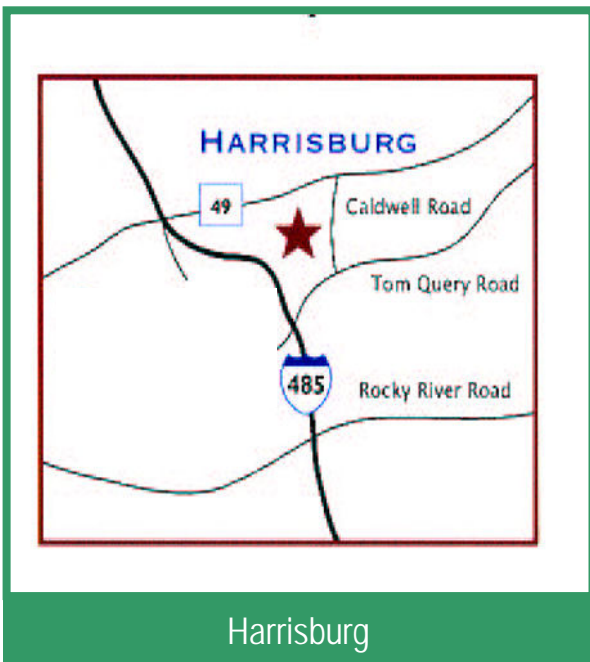 HARRISBURG
49
Caldwell Road
Tom Query Road
485
Rocky River Road
Harrisburg